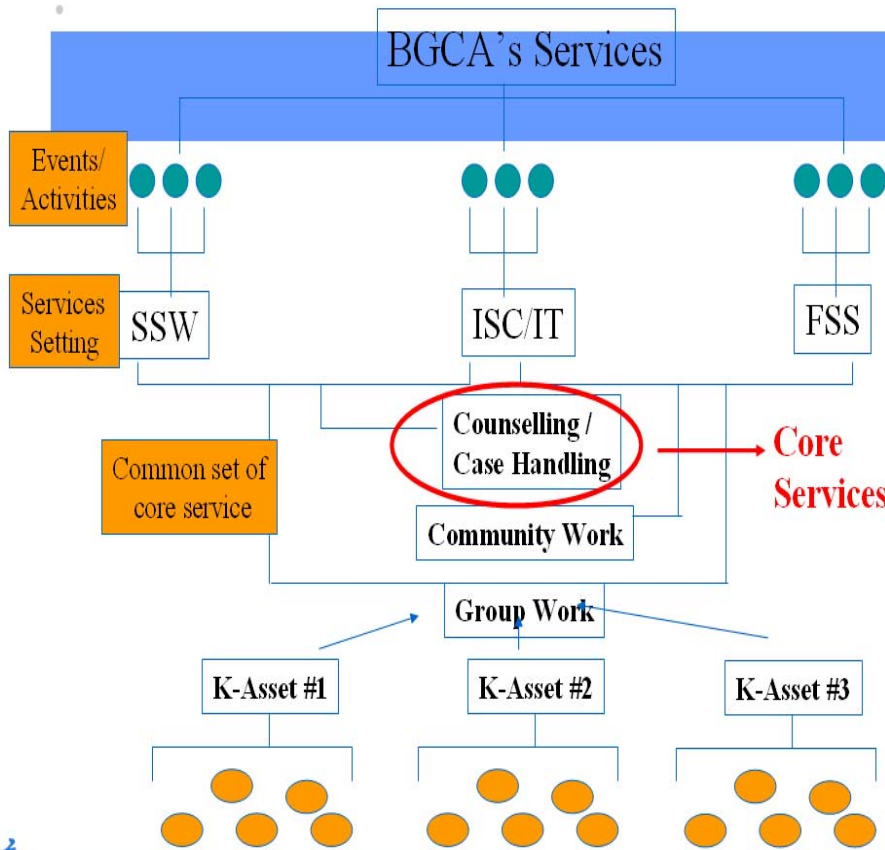 BGCA's Services
Events/
Activities
Services
Setting
SSW
ISC/IT
FSS
Counselling /
Case Handling
Core
Services
Common set of
core service
Community Work
Group Work
K-Asset #1
K-Asset #2
K-Asset #3